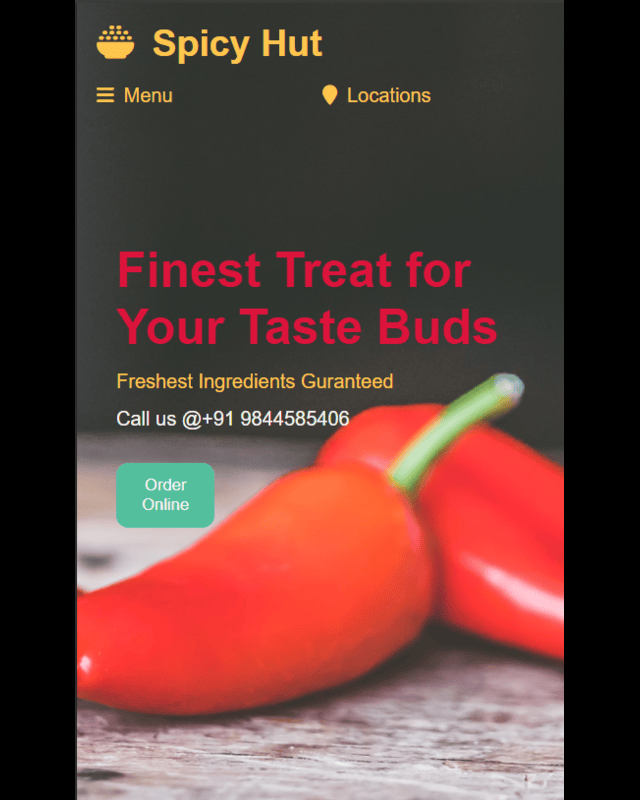 Spicy Hut
Menu
Locations
Finest Treat for
Your Taste Buds
Freshest Ingredients Guranteed
Call us @+91 9844585406
Order
Online